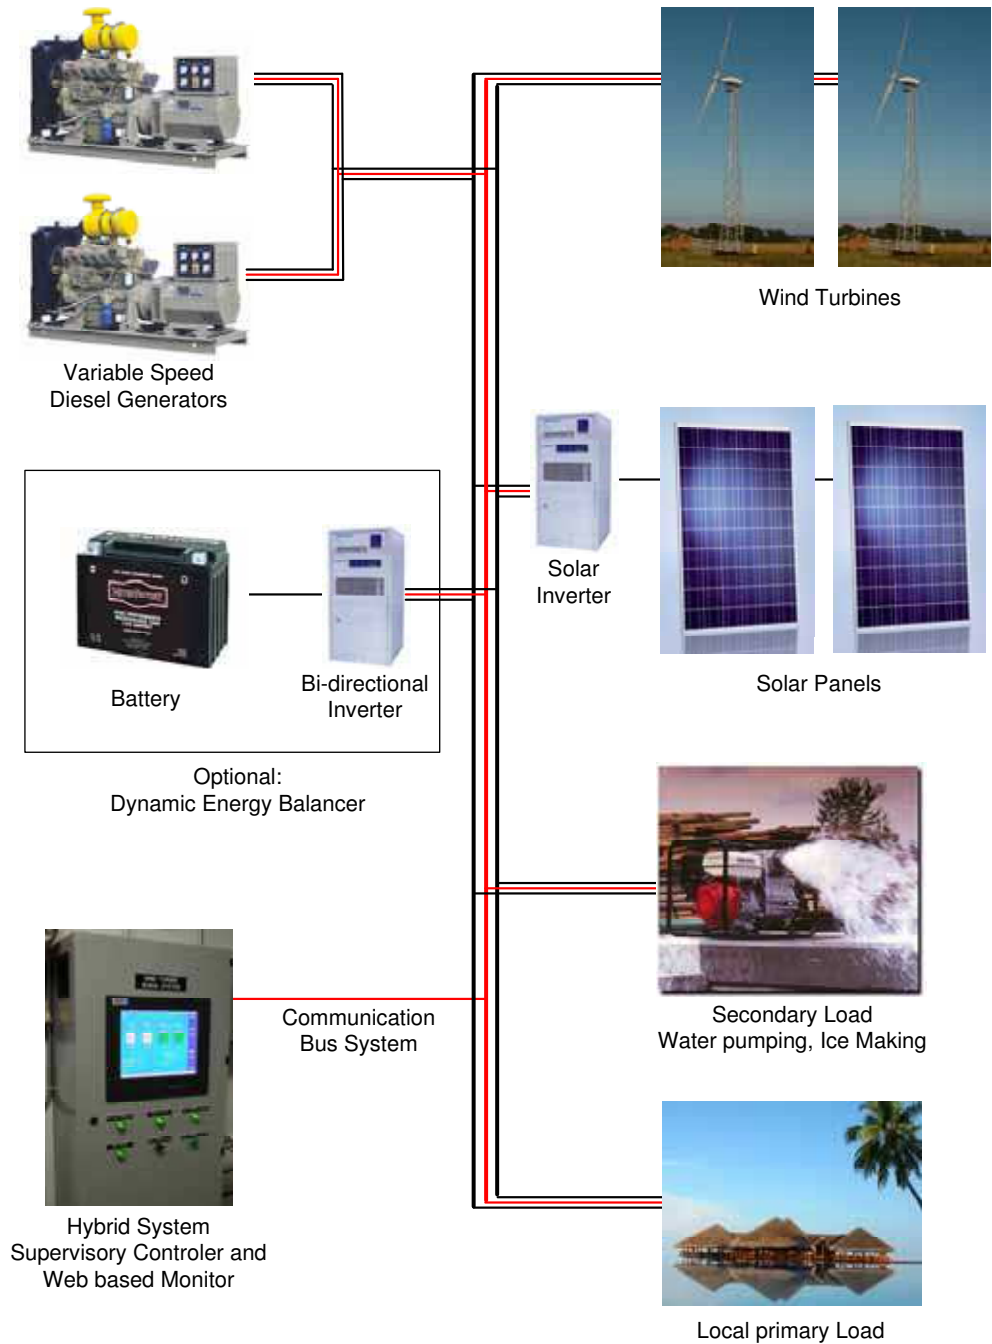 Wind Turbines
Variable Speed
Diesel Generators
Solar
Inverter
Solar Panels
Battery
Bi-directional
Inverter
Optional:
Dynamic Energy Balancer
Communication
Bus System
Secondary Load
Water pumping, Ice Making
Hybrid System
Supervisory Controler and
Web based Monitor
Local primary Load